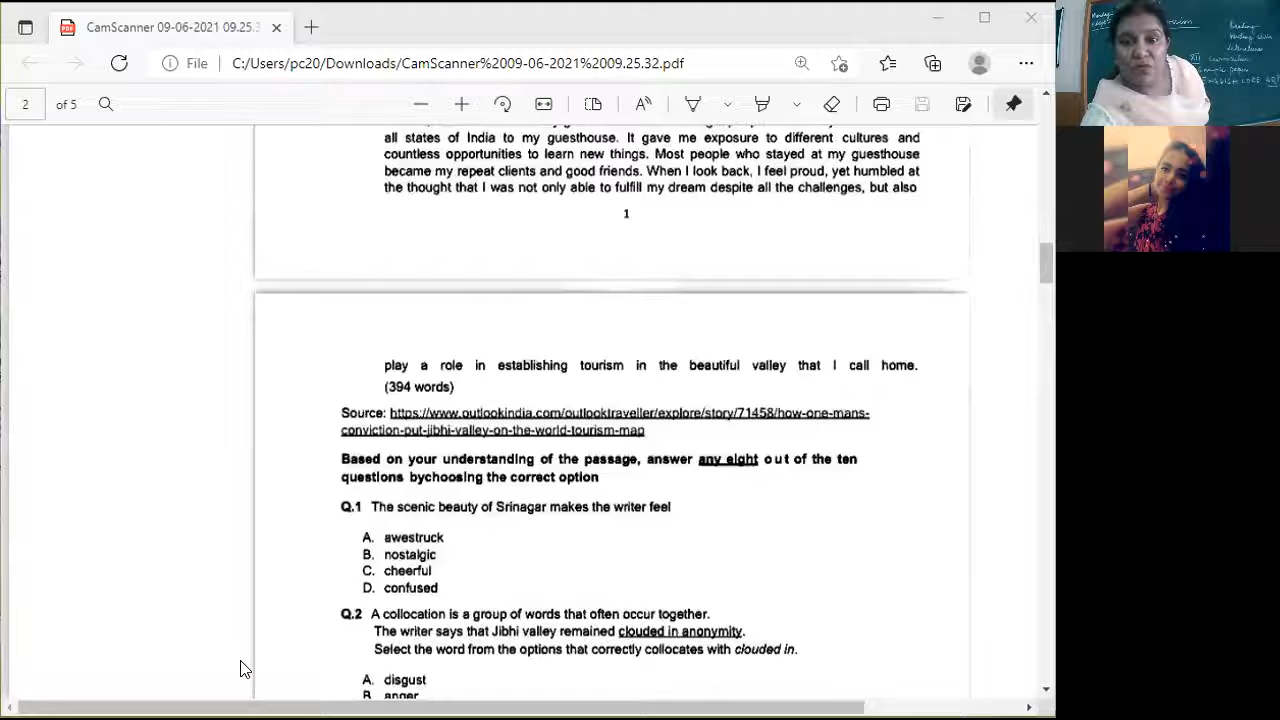 CamScanner 09-06-2021 09.25.3
File C:/Users/pc20/Downloads/CamScanner%2009-06-2021%2009.25.32.pdf
2 of 5
all states of India to my guesthouse. It gave me exposure to different cultures and
countless opportunities to learn new things. Most people who stayed at my guesthouse
became my repeat clients and good friends. When I look back, I feel proud, yet humbled at
the thought that I was not only able to fulfill my dream despite all the challenges, but also
1
play a role in establishing tourism in the beautiful valley that I call home.
(394 words)
Source: https://www.outlookindia.com/outlooktraveller/explore/story/71458/how-one-mans-
conviction-put-jibhi-valley-on-the-world-tourism-map
Based on your understanding of the passage, answer any eight out of the ten
questions bychoosing the correct option
Q.1 The scenic beauty of Srinagar makes the writer feel
A. awestruck
B. nostalgic
C. cheerful
D. confused
Q.2 A collocation is a group of words that often occur together.
The writer says that Jibhi valley remained clouded in anonymity.
Select the word from the options that correctly collocates with clouded in.
A. disgust
B. anger
Reading
Literature
XII